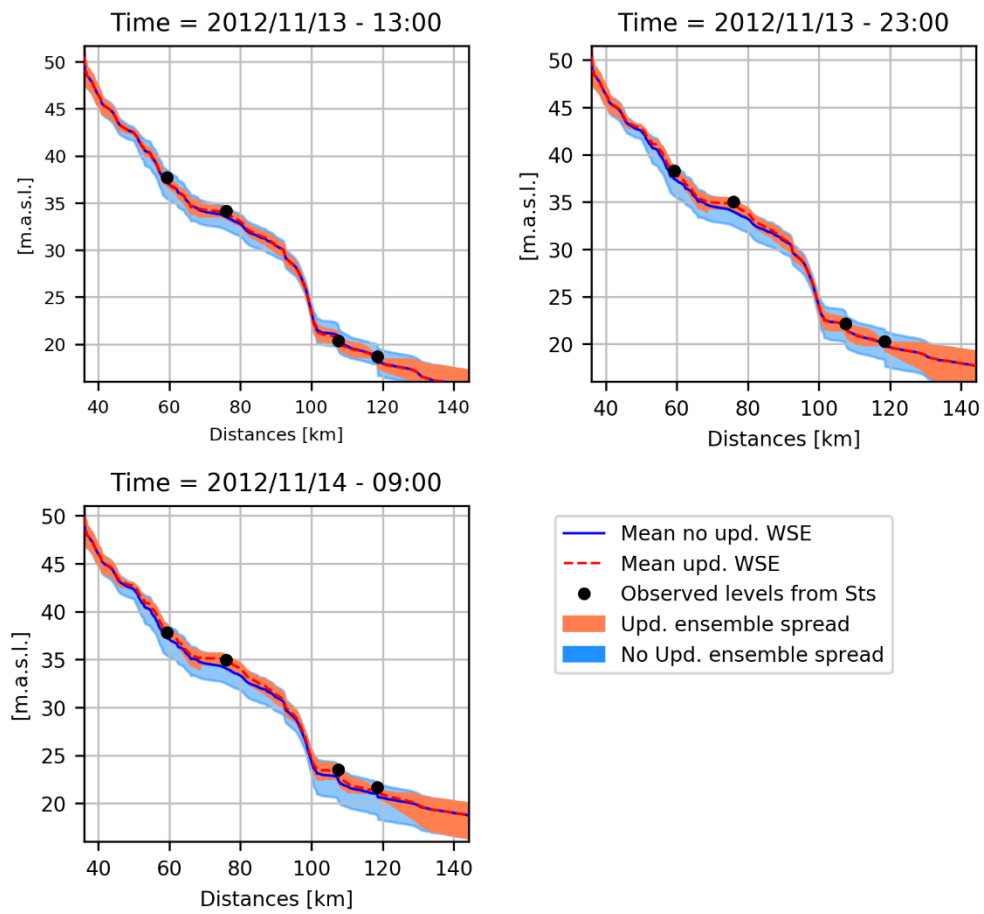 Time = 2012/11/13 - 13:00
50
45
40
35
30
25
20
[m.a.s.l.]
40 60 80 100 120 140
Distances [km]
Time = 2012/11/13 - 23:00
50
45
40
35
30
25
20
[m.a.s.l.]
40 60 80 100 120 140
Distances [km]
Time = 2012/11/14 - 09:00
50
45
40
35
30
25
20
[m.a.s.l.]
40 60 80 100 120 140
Distances [km]
Mean no upd. WSE
Mean upd. WSE
Observed levels from Sts
Upd. ensemble spread
No Upd. ensemble spread